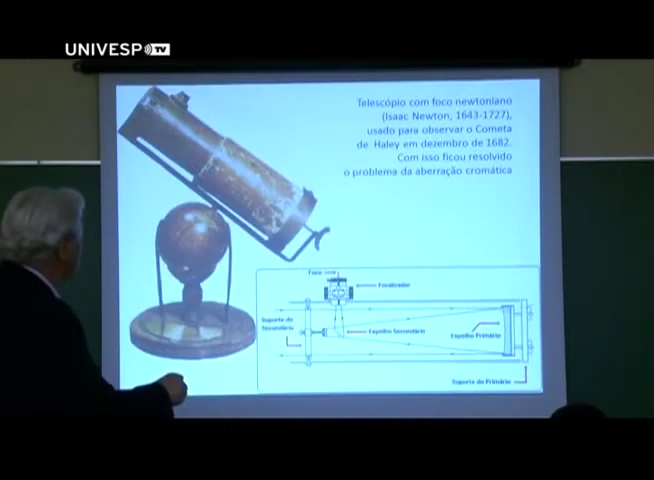 UNIVESP TV
Telescópio com foco newtoniano
(Isaac Newton, 1643-1727),
usado para observar o Cometa
de Haley em dezembro de 1682.
Com isso ficou resolvido
o problema da aberração cromática
Foco
Focalizador
Suporte do
Secundário
Espelho Secundário
Espelho Primário
Suporte do Primário